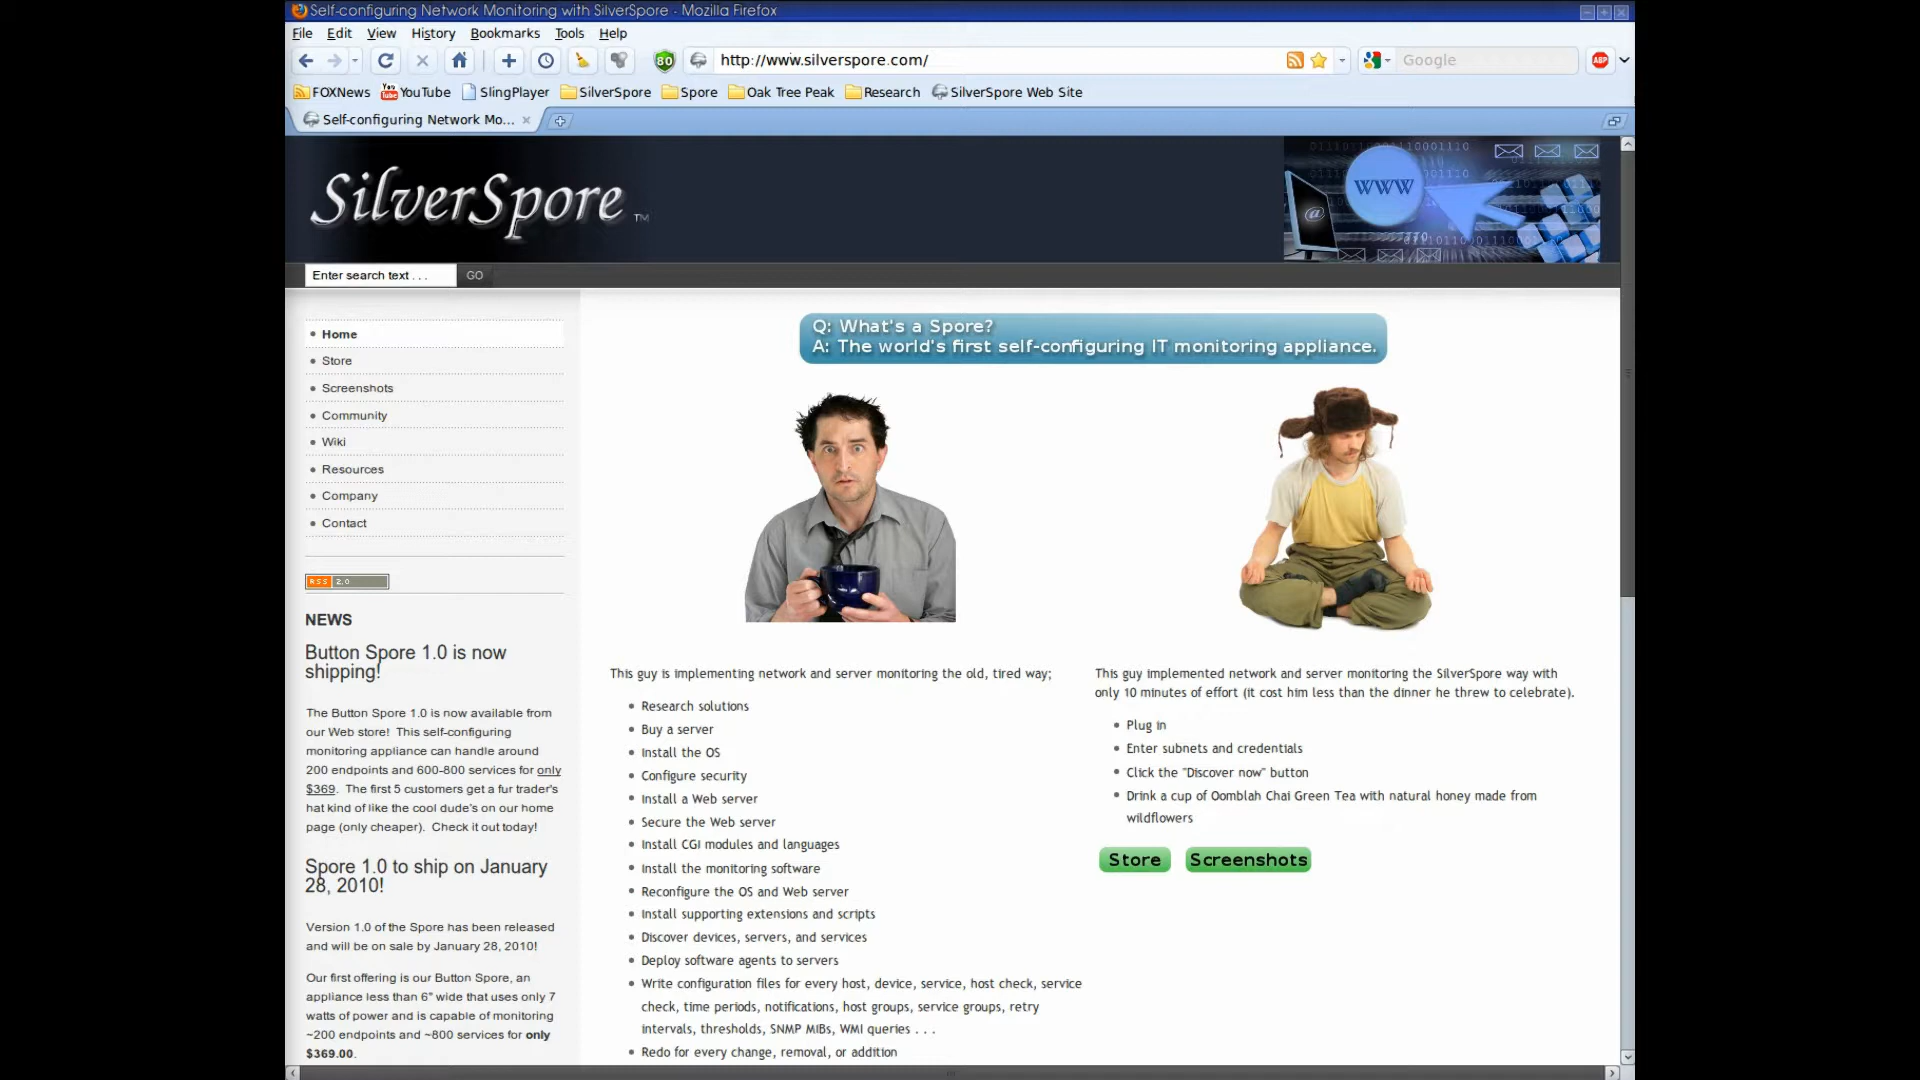 Self-configuring Network Monitoring with SilverSpore - Mozilla Firefox
File Edit View History Bookmarks Tools Help
80 http://www.silverspore.com/ Google ABP
FOXNews YouTube SlingPlayer SilverSpore Spore Oak Tree Peak Research SilverSpore Web Site
Self-configuring Network Mo...
SilverSpore™
WWW
@
Enter search text . . . GO
Home
Store
Screenshots
Community
Wiki
Resources
Company
Contact
RSS 2.0
NEWS
Button Spore 1.0 is now
shipping!
The Button Spore 1.0 is now available from
our Web store! This self-configuring
monitoring appliance can handle around
200 endpoints and 600-800 services for only
$369. The first 5 customers get a fur trader's
hat kind of like the cool dude's on our home
page (only cheaper). Check it out today!
Spore 1.0 to ship on January
28, 2010!
Version 1.0 of the Spore has been released
and will be on sale by January 28, 2010!
Our first offering is our Button Spore, an
appliance less than 6" wide that uses only 7
watts of power and is capable of monitoring
~200 endpoints and ~800 services for only
$369.00.
Q: What's a Spore?
A: The world's first self-configuring IT monitoring appliance.
This guy is implementing network and server monitoring the old, tired way;
Research solutions
Buy a server
Install the OS
Configure security
Install a Web server
Secure the Web server
Install CGI modules and languages
Install the monitoring software
Reconfigure the OS and Web server
Install supporting extensions and scripts
Discover devices, servers, and services
Deploy software agents to servers
Write configuration files for every host, device, service, host check, service
check, time periods, notifications, host groups, service groups, retry
intervals, thresholds, SNMP MIBs, WMI queries . . .
Redo for every change, removal, or addition
This guy implemented network and server monitoring the SilverSpore way with
only 10 minutes of effort (it cost him less than the dinner he threw to celebrate).
Plug in
Enter subnets and credentials
Click the "Discover now" button
Drink a cup of Oomblah Chai Green Tea with natural honey made from
wildflowers
Store Screenshots